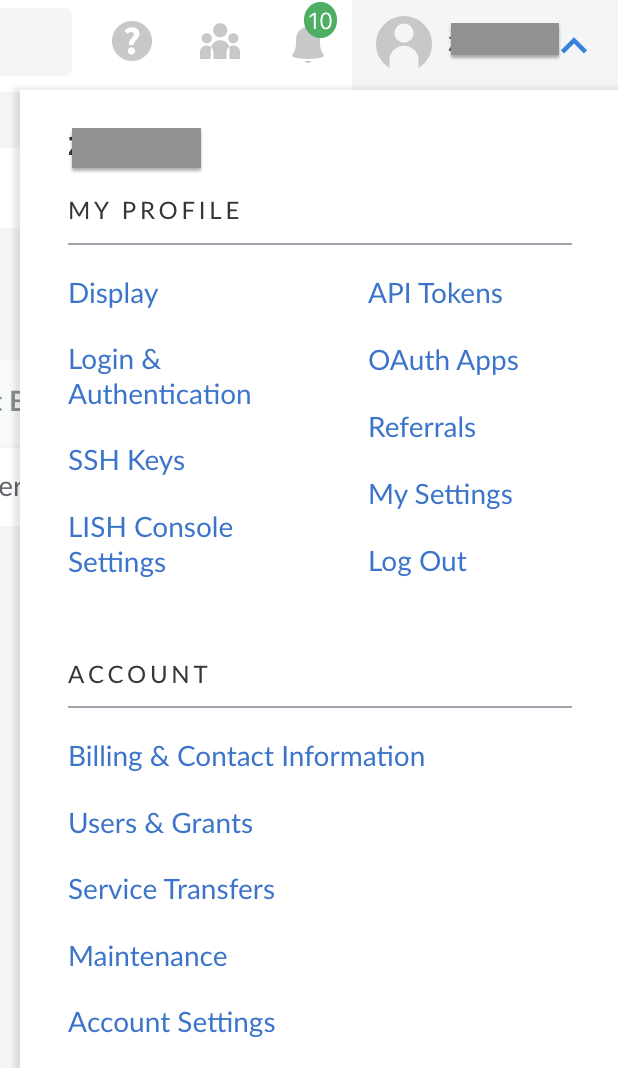 10
MY PROFILE
Display
Login &
Authentication
SSH Keys
LISH Console
Settings
API Tokens
OAuth Apps
Referrals
My Settings
Log Out
ACCOUNT
Billing & Contact Information
Users & Grants
Service Transfers
Maintenance
Account Settings